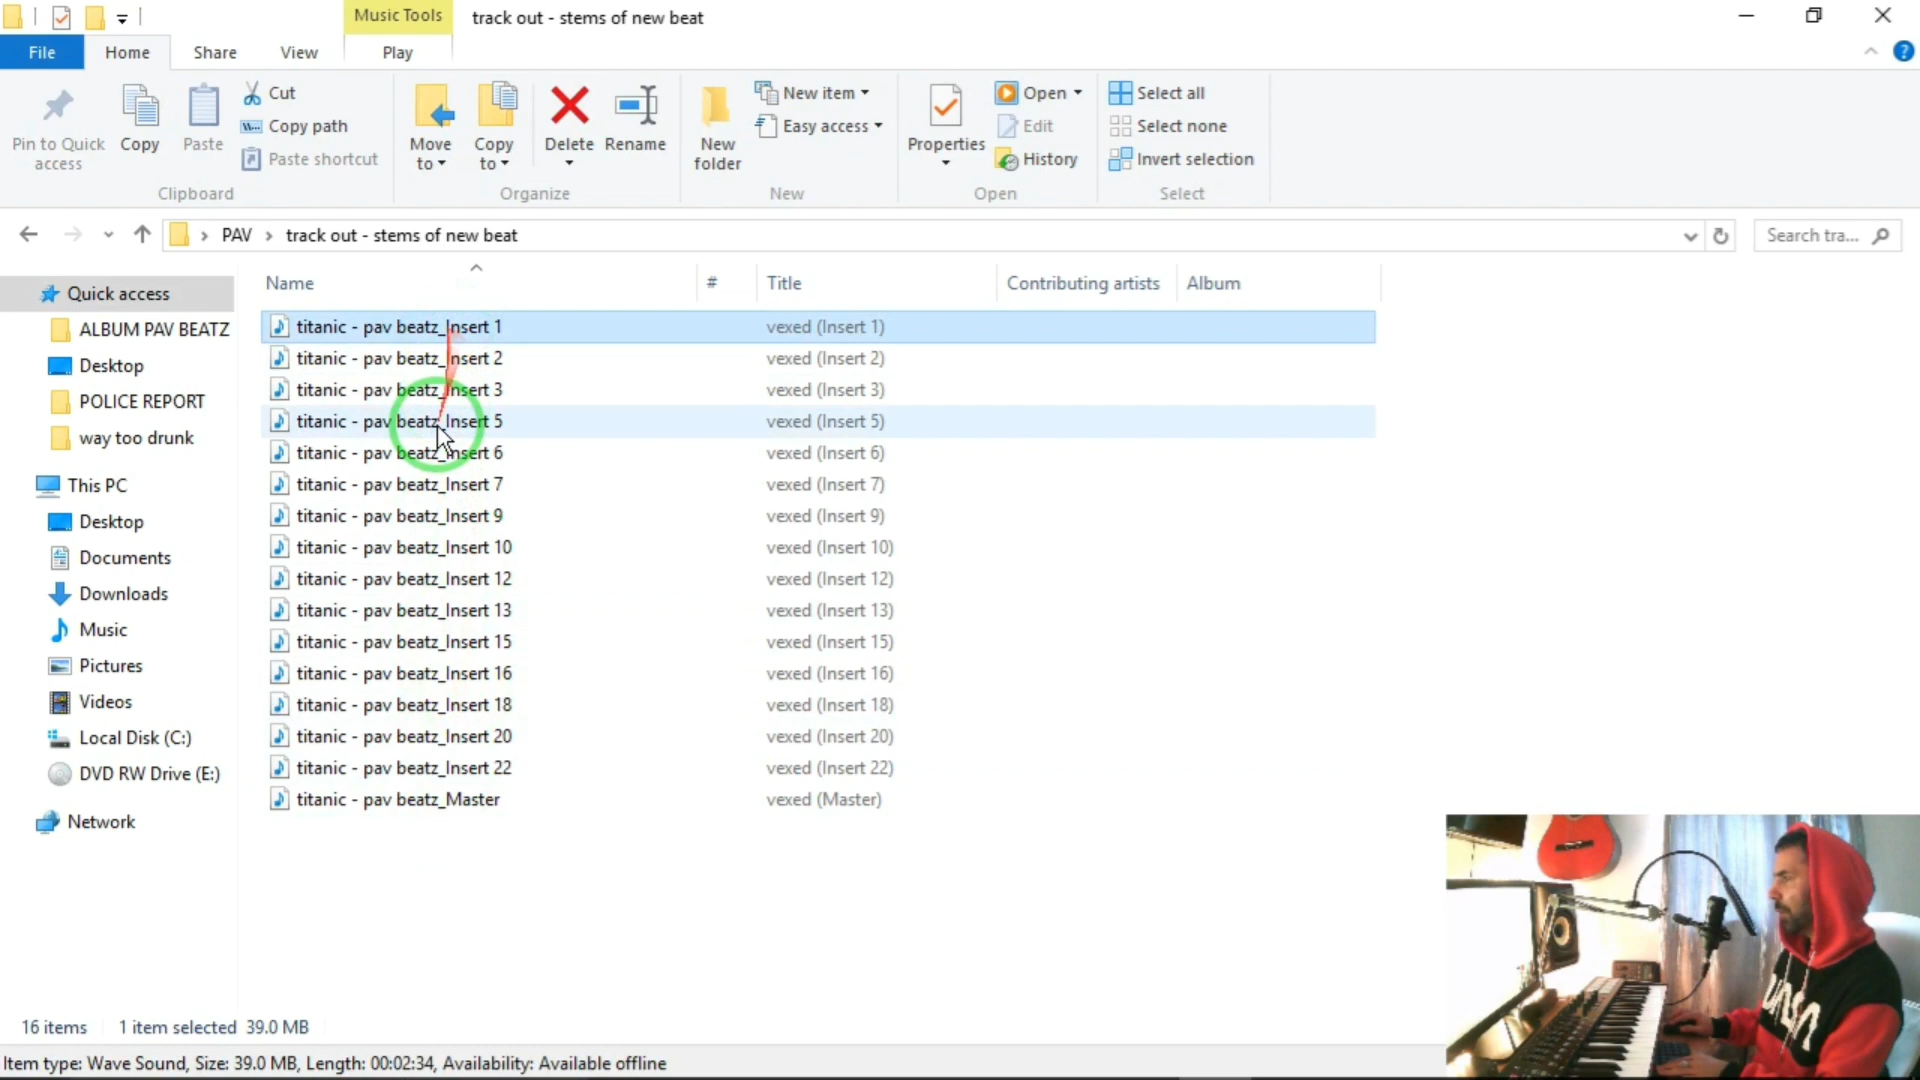 Music Tools
track out - stems of new beat
File
Home
Share
View
Play
Pin to Quick
access
Copy
Paste
Cut
Copy path
Paste shortcut
Clipboard
Move
to
Copy
to
Delete
Rename
Organize
New
folder
New item
Easy access
New
Properties
Open
Edit
History
Open
Select all
Select none
Invert selection
Select
PAV
track out - stems of new beat
Search tra...
Name
#
Title
Contributing artists
Album
Quick access
ALBUM PAV BEATZ
Desktop
POLICE REPORT
way too drunk
This PC
Desktop
Documents
Downloads
Music
Pictures
Videos
Local Disk (C:)
DVD RW Drive (E:)
Network
titanic - pav beatz_Insert 1 vexed (Insert 1)
titanic - pav beatz_Insert 2 vexed (Insert 2)
titanic - pav beatz_Insert 3 vexed (Insert 3)
titanic - pav beatz_Insert 5 vexed (Insert 5)
titanic - pav beatz_Insert 6 vexed (Insert 6)
titanic - pav beatz_Insert 7 vexed (Insert 7)
titanic - pav beatz_Insert 9 vexed (Insert 9)
titanic - pav beatz_Insert 10 vexed (Insert 10)
titanic - pav beatz_Insert 12 vexed (Insert 12)
titanic - pav beatz_Insert 13 vexed (Insert 13)
titanic - pav beatz_Insert 15 vexed (Insert 15)
titanic - pav beatz_Insert 16 vexed (Insert 16)
titanic - pav beatz_Insert 18 vexed (Insert 18)
titanic - pav beatz_Insert 20 vexed (Insert 20)
titanic - pav beatz_Insert 22 vexed (Insert 22)
titanic - pav beatz_Master vexed (Master)
16 items 1 item selected 39.0 MB
Item type: Wave Sound, Size: 39.0 MB, Length: 00:02:34, Availability: Available offline